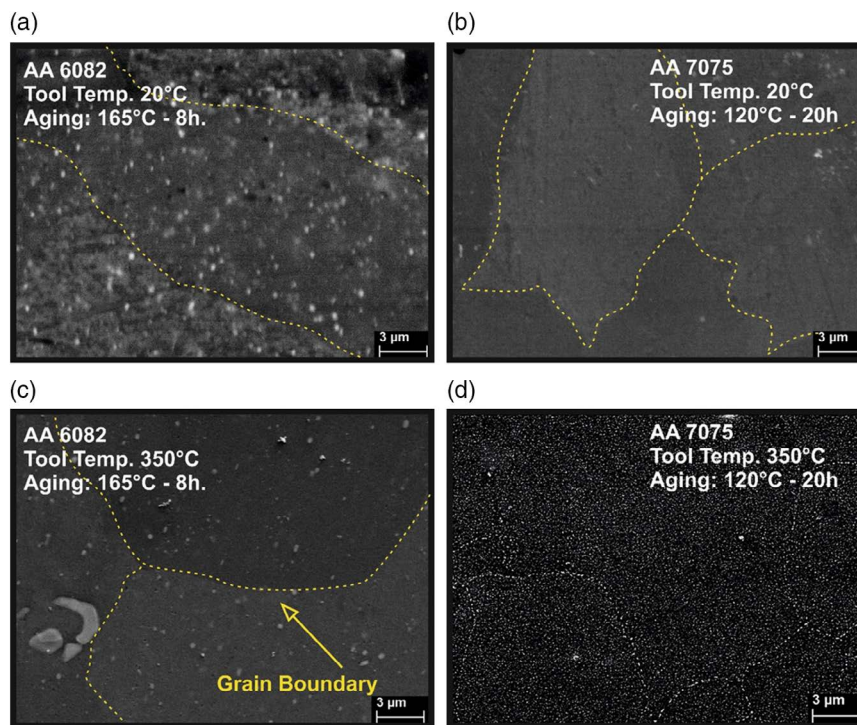 (a)
AA 6082
Tool Temp. 20°C
Aging: 165°C - 8h.
3 µm
(b)
AA 7075
Tool Temp. 20°C
Aging: 120°C - 20h
3 µm
(c)
AA 6082
Tool Temp. 350°C
Aging: 165°C - 8h.
Grain Boundary
3 µm
(d)
AA 7075
Tool Temp. 350°C
Aging: 120°C - 20h
3 µm